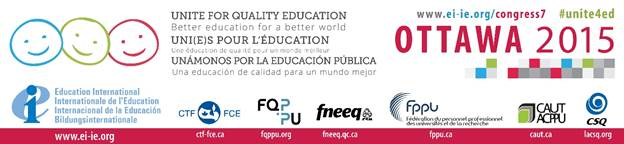 UNITE FOR QUALITY EDUCATION
Better education for a better world
UNI(E)S POUR L'ÉDUCATION
Une éducation de qualité pour un monde meilleur
UNÁMONOS POR LA EDUCACIÓN PÚBLICA
Una educación de calidad para un mundo mejor
www.ei-ie.org/congress7 #unite4ed
OTTAWA 2015
Education International
Internationale de l'Education
Internacional de la Educación
Bildungsinternationale
www.ei-ie.org
CTF FCE
ctf-fce.ca
FQP
PU
fqppu.org
fneeq
fneeq.qc.ca
fppu
Fédération du personnel professionnel
des universités et de la recherche
fppu.ca
CAUT
ACPPU
caut.ca
CSQ
lacsq.org